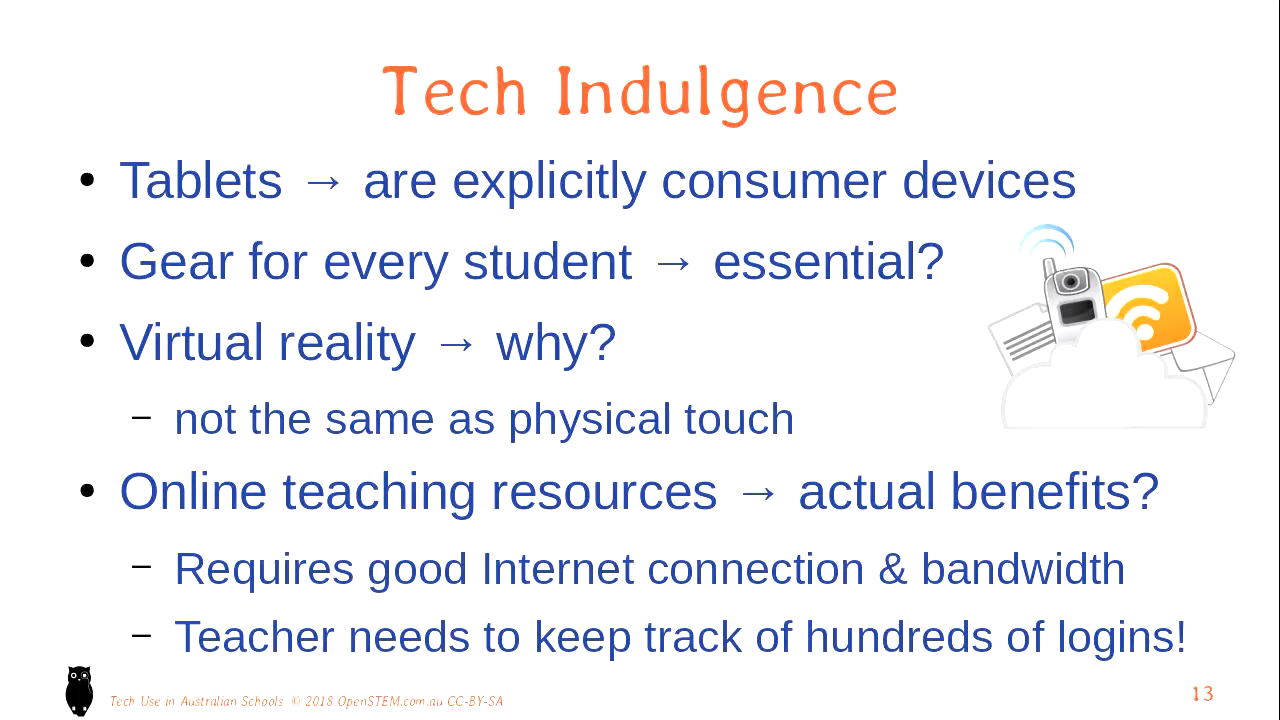 Tech Indulgence
• Tablets → are explicitly consumer devices
• Gear for every student → essential?
• Virtual reality → why?
– not the same as physical touch
• Online teaching resources → actual benefits?
– Requires good Internet connection & bandwidth
– Teacher needs to keep track of hundreds of logins!
Tech Use in Australian Schools © 2018 OpenSTEM.com.au CC-BY-SA
13